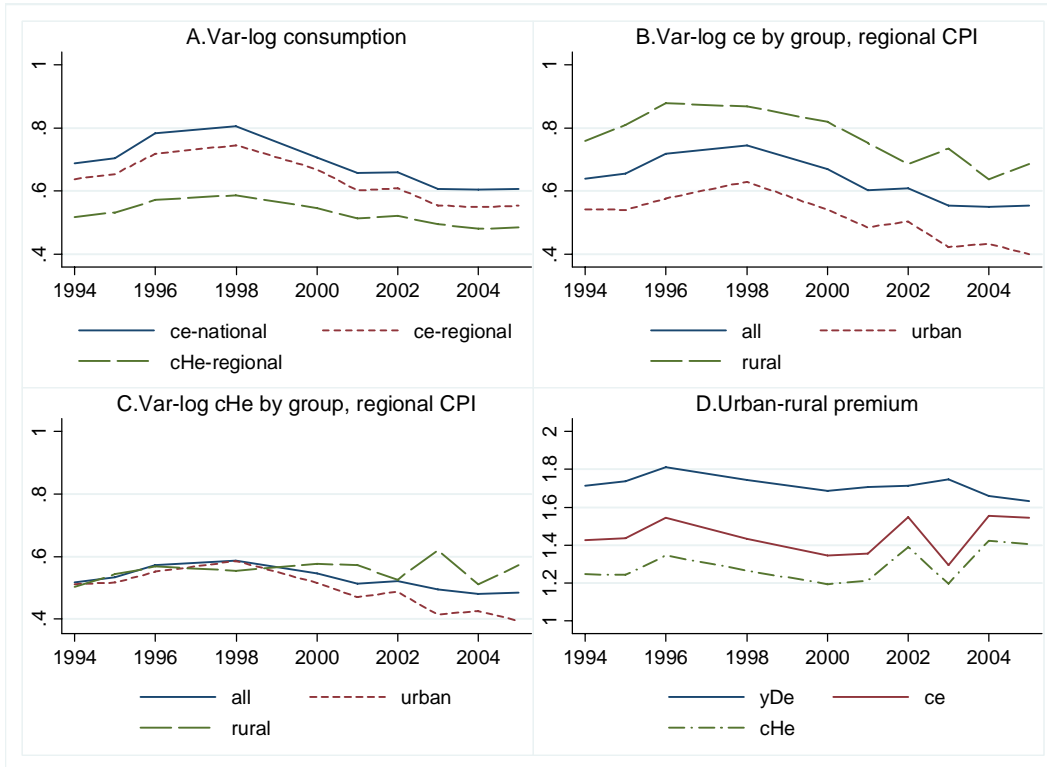 A.Var-log consumption
1
.8
.6
.4
1994 1996 1998 2000 2002 2004
ce-national ce-regional
cHe-regional
B.Var-log ce by group, regional CPI
1
.8
.6
.4
1994 1996 1998 2000 2002 2004
all urban
rural
C.Var-log cHe by group, regional CPI
1
.8
.6
.4
1994 1996 1998 2000 2002 2004
all urban
rural
D.Urban-rural premium
2
1.8
1.6
1.4
1.2
1
1994 1996 1998 2000 2002 2004
yDe ce
cHe